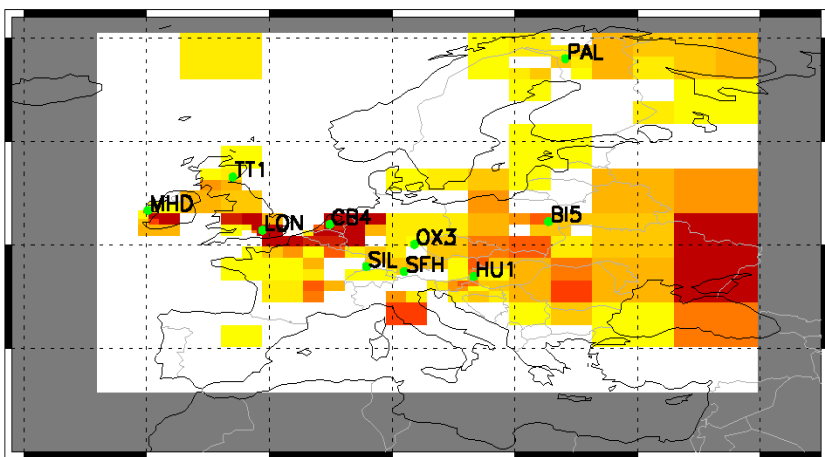 PAL
TT1
MHD
LON
CB4
BI5
OX3
SIL
SFH
HU1